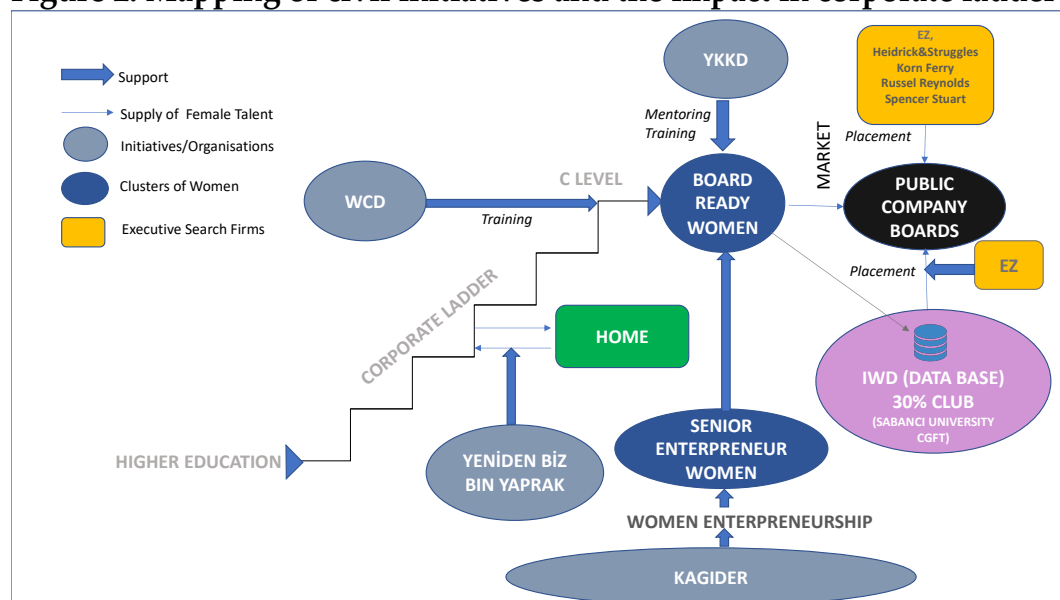 Figure 2: Mapping of Civil Initiatives and the Impact in corporate ladder
Support
Supply of Female Talent
Initiatives/Organisations
Clusters of Women
Executive Search Firms
YKKD
Mentoring
Training
EZ,
Heidrick&Struggles
Korn Ferry
Russel Reynolds
Spencer Stuart
MARKET
Placement
WCD
Training
C LEVEL
BOARD
READY
WOMEN
PUBLIC
COMPANY
BOARDS
Placement
EZ
CORPORATE LADDER
HOME
IWD (DATA BASE)
30% CLUB
(SABANCI UNIVERSITY
CGFT)
HIGHER EDUCATION
YENİDEN BİZ
BIN YAPRAK
SENIOR
ENTERPRENEUR
WOMEN
WOMEN ENTERPRENEURSHIP
KAGIDER